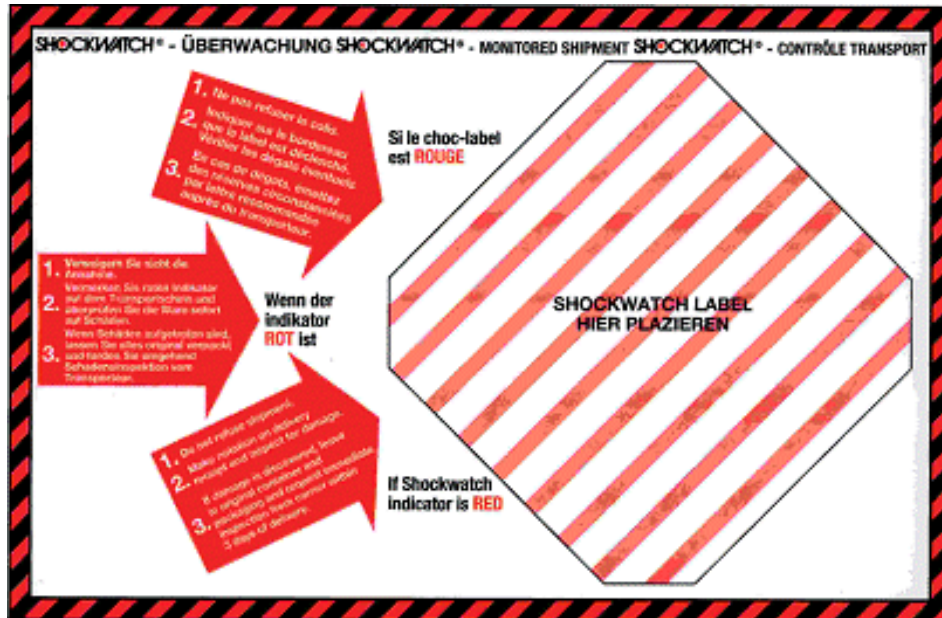 SHOCKWATCH® - ÜBERWACHUNG SHOCKWATCH® - MONITORED SHIPMENT SHOCKWATCH® - CONTRÔLE TRANSPORT
1. Ne pas refuser le colis.
2. Indiquer sur le bordereau
que le label est déclenché.
Vérifier les dégats eventuels
3. En cas de dégats, émettez
des réserves circonstanciées
par lettre recommandée
auprès du transporteur.
Si le choc-label
est ROUGE
1. Verweigern Sie nicht die
Annahme.
2. Vermerken Sie roten Indikator
auf dem Transportschein und
überprüfen Sie die Ware sofort
auf Schäden.
3. Wenn Schäden aufgetreten sind,
lassen Sie alles original verpackt
und fordern Sie umgehend
Schadensinspektion vom
Transporteur.
Wenn der
indikator
ROT ist
1. Do not refuse shipment.
2. Make notation on delivery
receipt and inspect for damage.
3. If damage is discovered, leave
in original container and
packaging and request immediate
inspection from carrier within
3 days of delivery.
If Shockwatch
indicator is RED
SHOCKWATCH LABEL
HIER PLAZIEREN